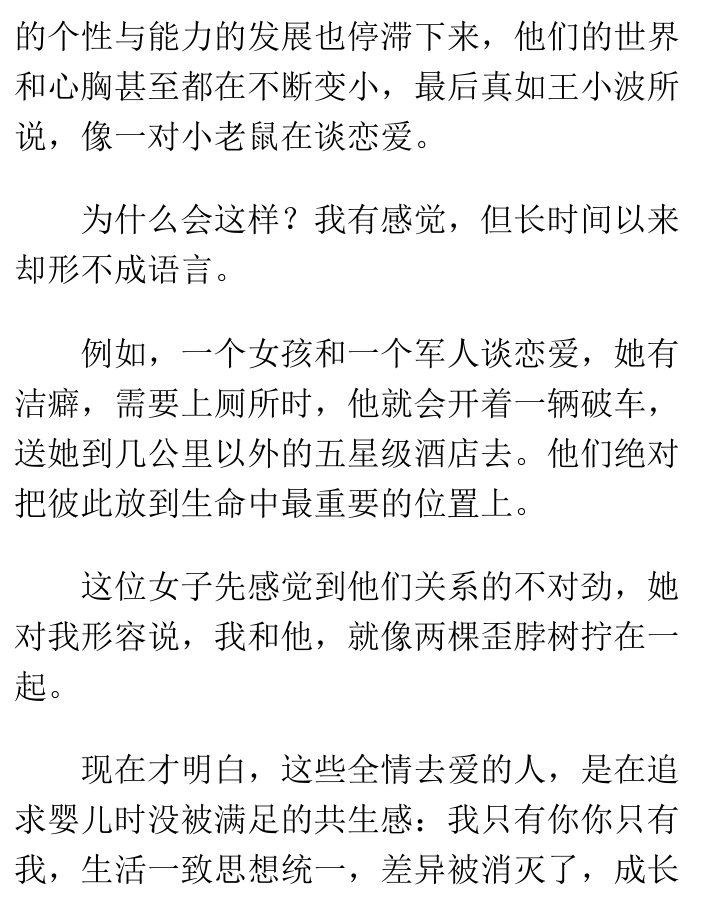 的个性与能力的发展也停滞下来，他们的世界
和心胸甚至都在不断变小，最后真如王小波所
说，像一对小老鼠在谈恋爱。
为什么会这样？我有感觉，但长时间以来
却形不成语言。
例如，一个女孩和一个军人谈恋爱，她有
洁癖，需要上厕所时，他就会开着一辆破车，
送她到几公里以外的五星级酒店去。他们绝对
把彼此放到生命中最重要的位置上。
这位女子先感觉到他们关系的不对劲，她
对我形容说，我和他，就像两棵歪脖树拧在一
起。
现在才明白，这些全情去爱的人，是在追
求婴儿时没被满足的共生感：我只有你你只有
我，生活一致思想统一，差异被消灭了，成长